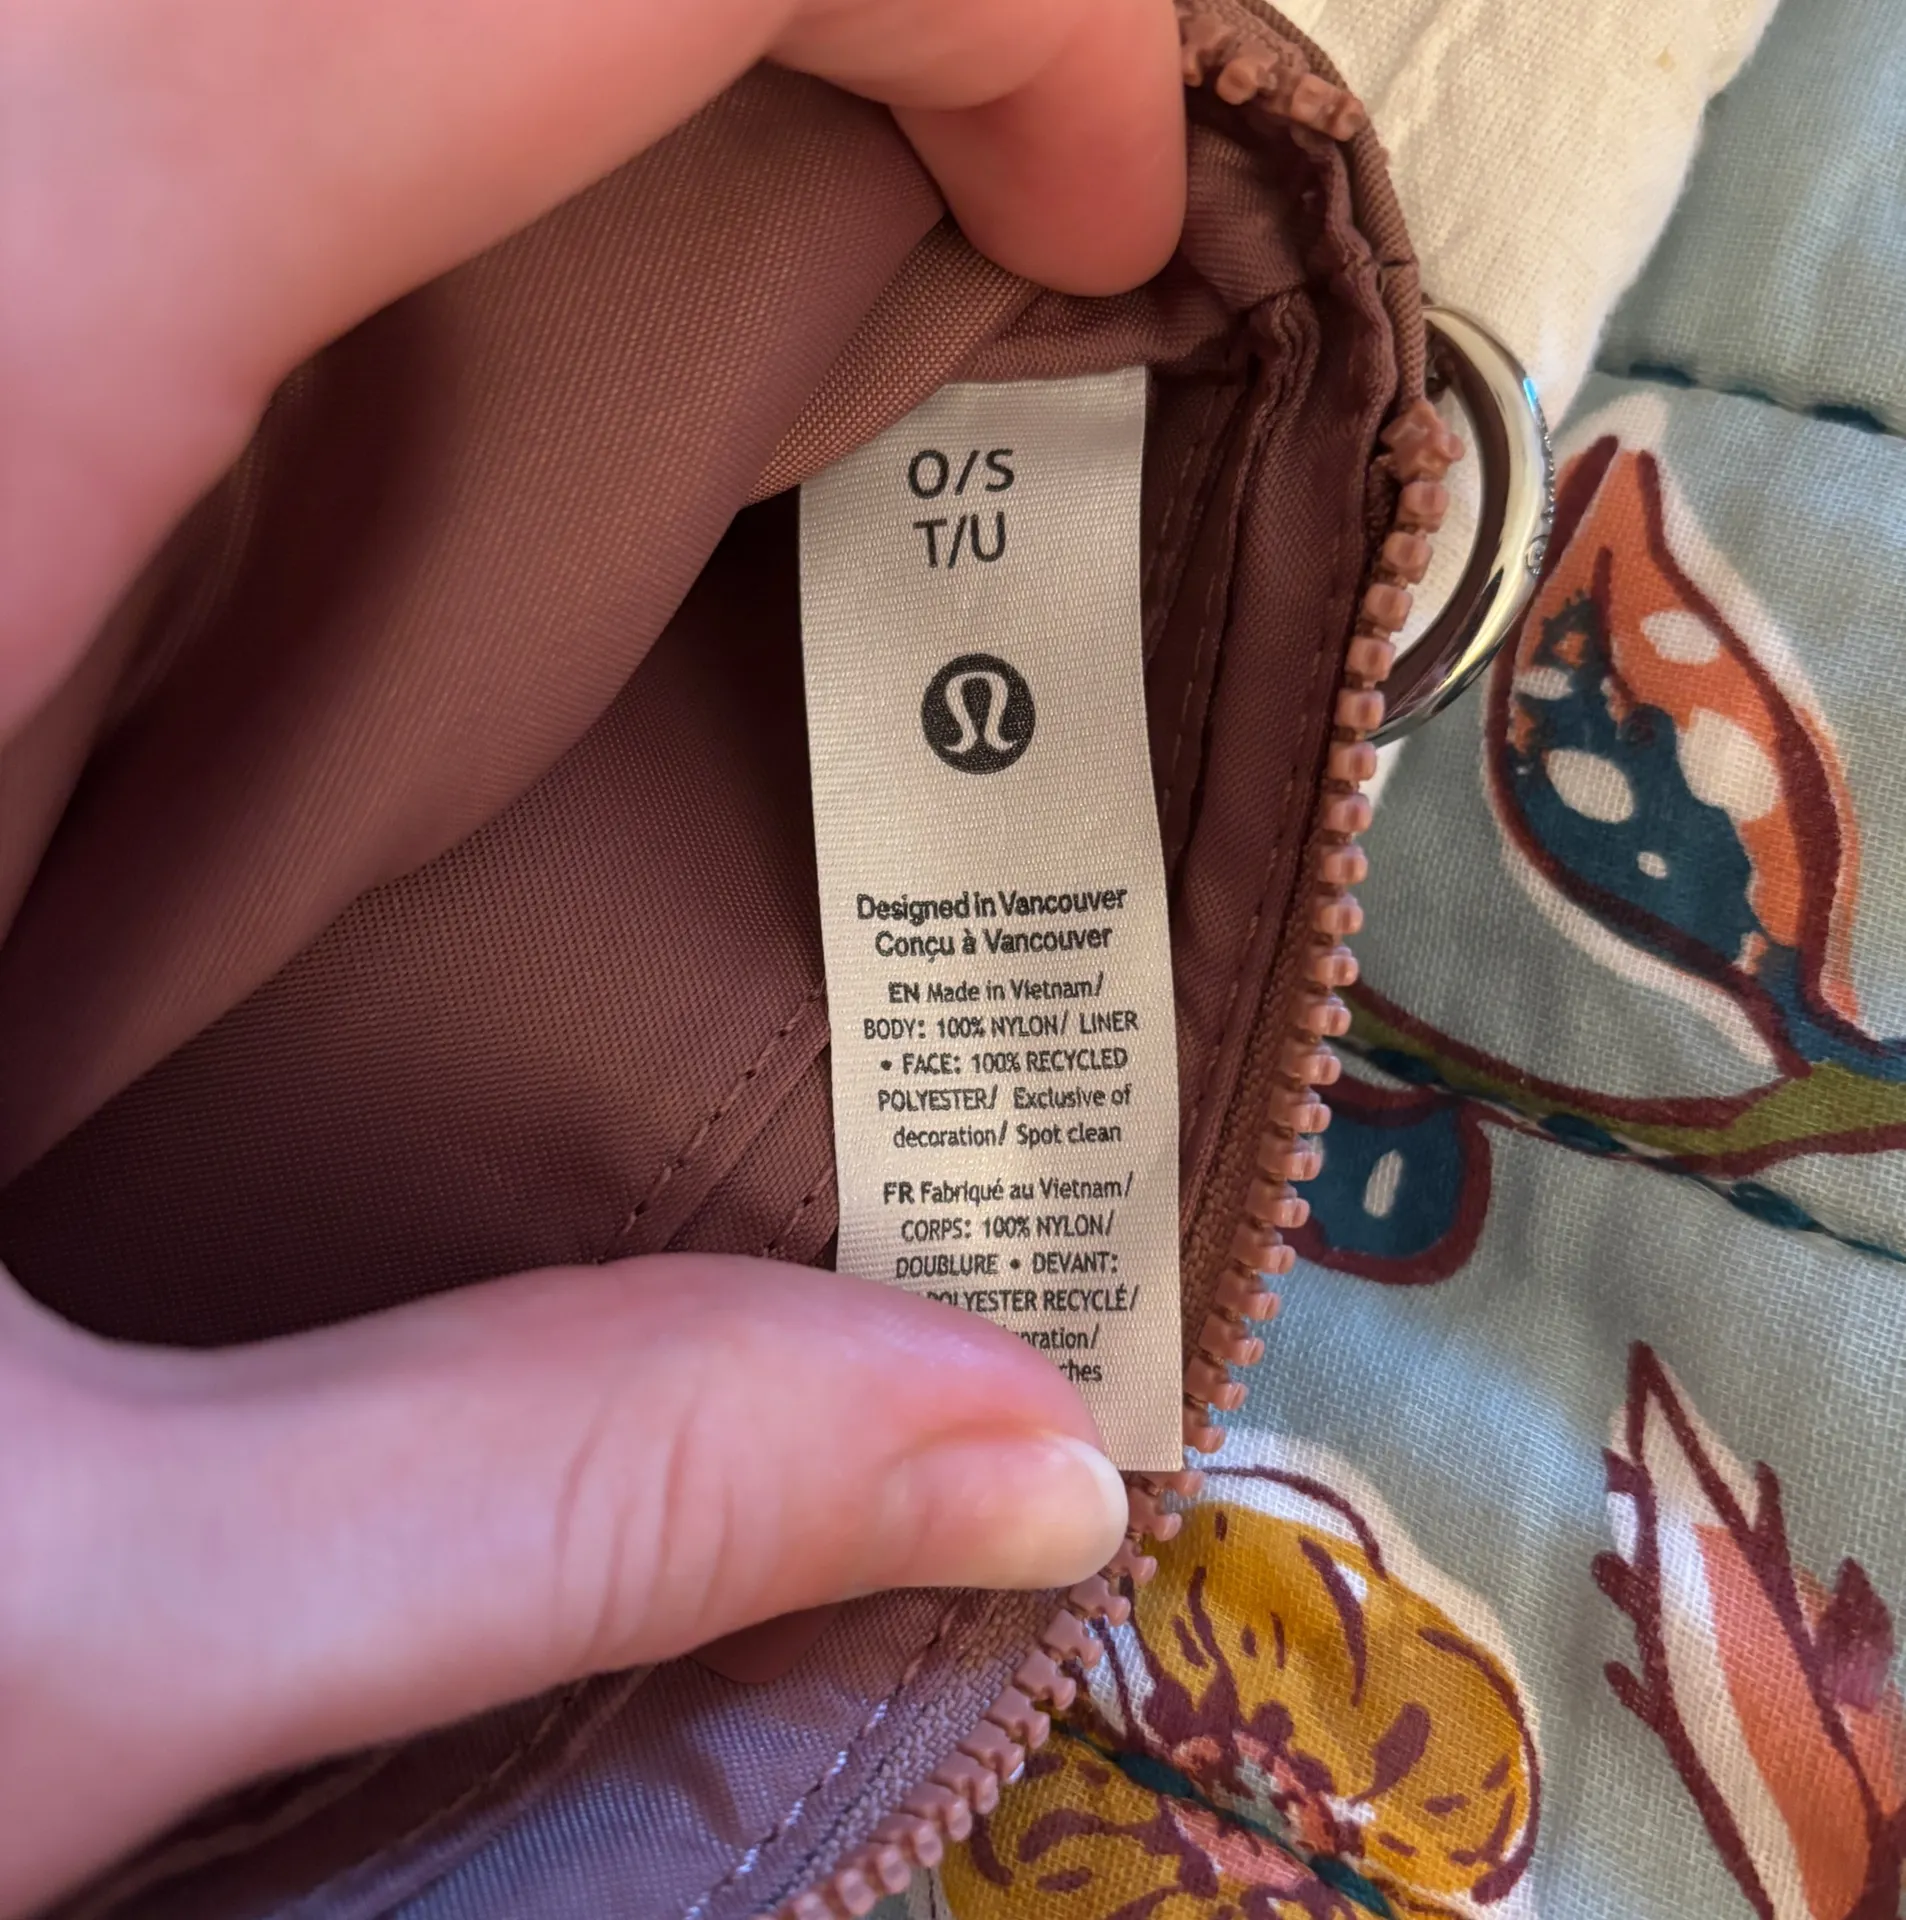 O/S
T/U
Designed in Vancouver
Conçu à Vancouver
EN Made in Vietnam/
BODY: 100% NYLON/ LINER
• FACE: 100% RECYCLED
POLYESTER/ Exclusive of
decoration/ Spot clean
FR Fabriqué au Vietnam/
CORPS: 100% NYLON/
DOUBLURE • DEVANT:
POLYESTER RECYCLÉ/